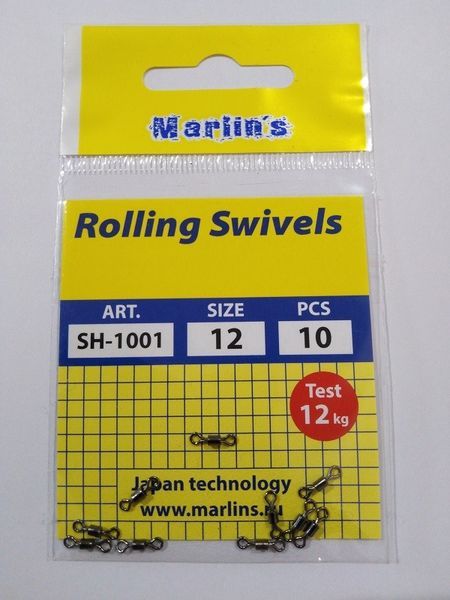 Marlin's
Rolling Swivels
ART. SIZE PCS
SH-1001 12 10
Test
12 kg
Japan technology
www.marlins.ru